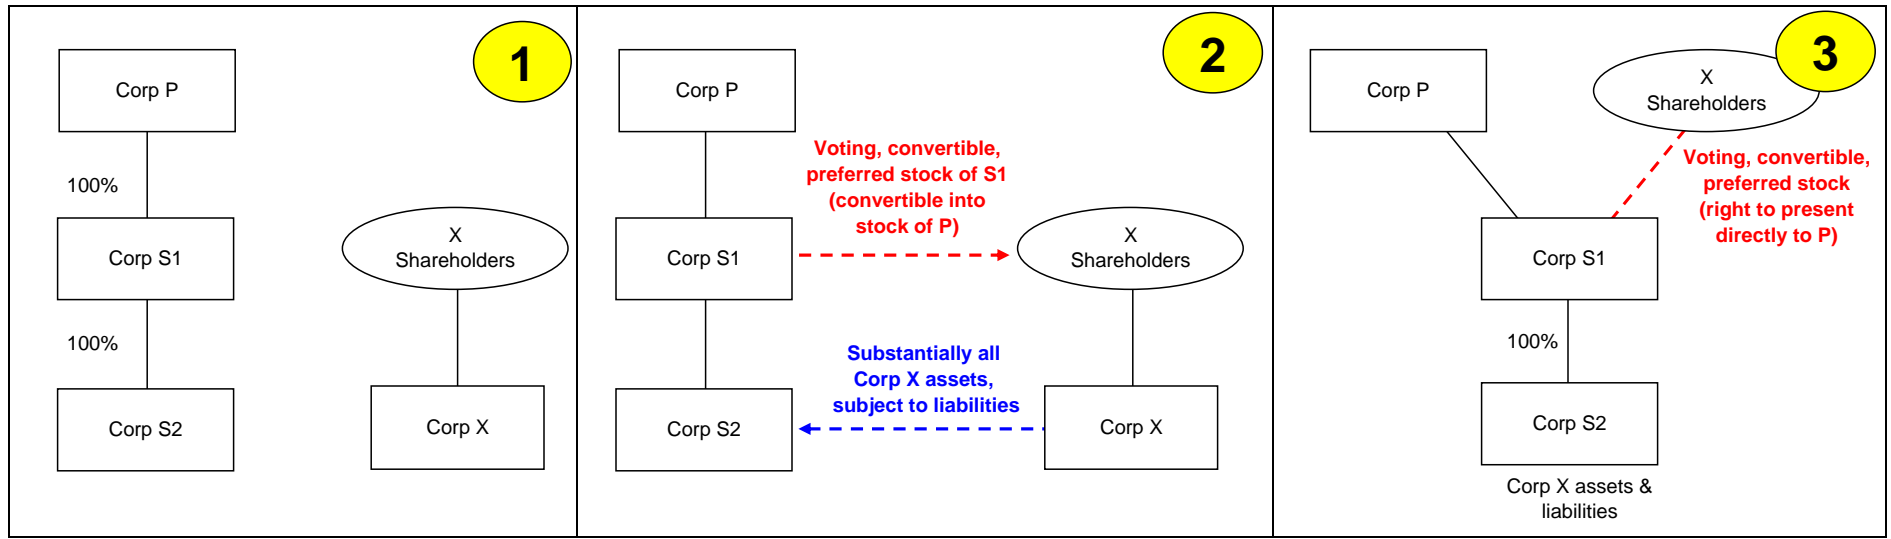 1
Corp P
100%
Corp S1
X
Shareholders
100%
Corp S2
Corp X
2
Corp P
Voting, convertible,
preferred stock of S1
(convertible into
stock of P)
Corp S1
X
Shareholders
Substantially all
Corp X assets,
subject to liabilities
Corp S2
Corp X
3
Corp P
X
Shareholders
Voting, convertible,
preferred stock
(right to present
directly to P)
Corp S1
100%
Corp S2
Corp X assets &
liabilities